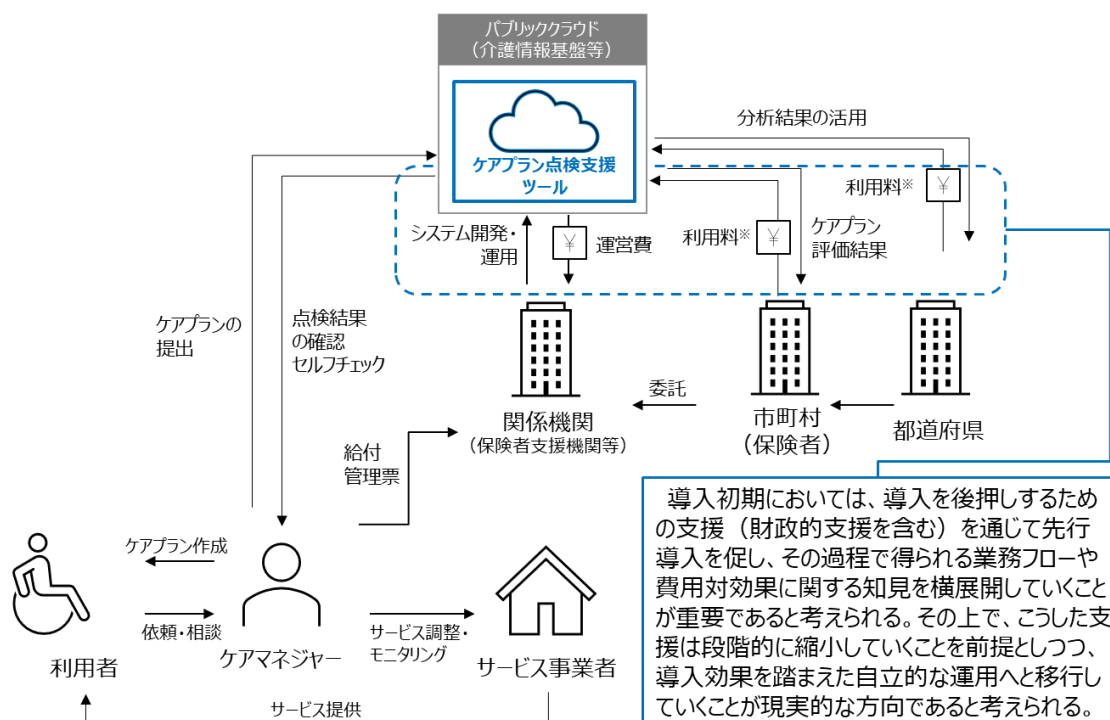 パブリッククラウド
（介護情報基盤等）
ケアプラン点検支援
ツール
分析結果の活用
利用料※
¥
システム開発・
運用
¥
運営費
利用料※
¥
ケアプラン
評価結果
ケアプランの
提出
点検結果
の確認
セルフチェック
関係機関
（保険者支援機関等）
委託
市町村
（保険者）
都道府県
給付
管理票
ケアプラン作成
依頼・相談
利用者
ケアマネジャー
サービス調整・
モニタリング
サービス事業者
サービス提供
導入初期においては、導入を後押しするため
の支援（財政的支援を含む）を通じて先行
導入を促し、その過程で得られる業務フローや
費用対効果に関する知見を横展開していくこと
が重要であると考えられる。その上で、こうした支
援は段階的に縮小していくことを前提としつつ、
導入効果を踏まえた自立的な運用へと移行し
ていくことが現実的な方向であると考えられる。